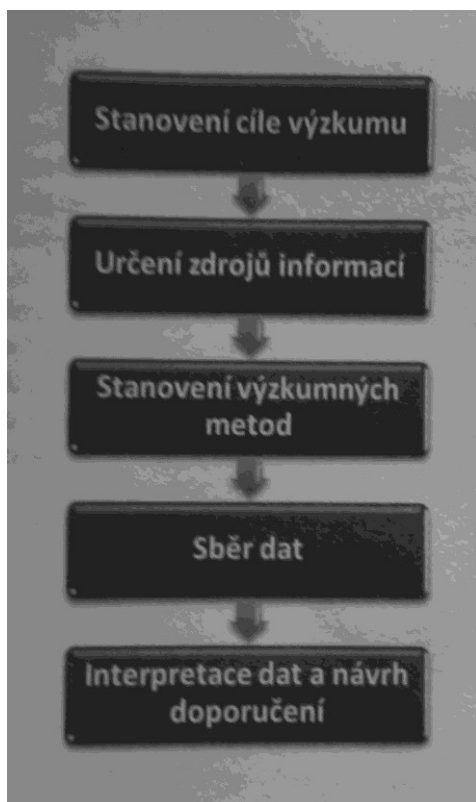 Stanovení cíle výzkumu
Určení zdrojů informací
Stanovení výzkumných
metod
Sběr dat
Interpretace dat a návrh
doporučení